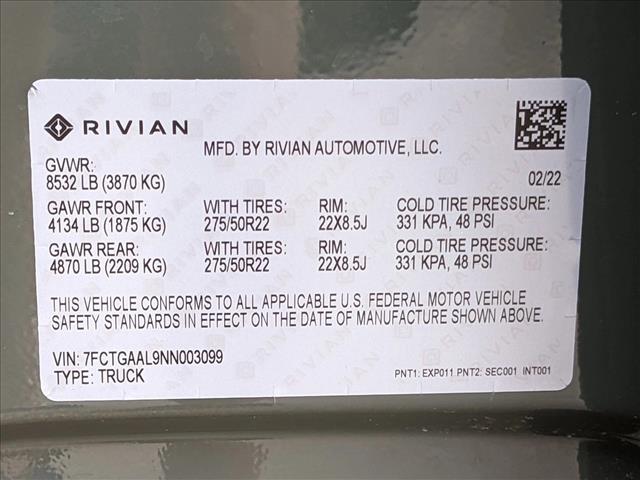 RIVIAN
MFD. BY RIVIAN AUTOMOTIVE, LLC.
GVWR:
8532 LB (3870 KG) 02/22
GAWR FRONT: WITH TIRES: RIM: COLD TIRE PRESSURE:
4134 LB (1875 KG) 275/50R22 22X8.5J 331 KPA, 48 PSI
GAWR REAR: WITH TIRES: RIM: COLD TIRE PRESSURE:
4870 LB (2209 KG) 275/50R22 22X8.5J 331 KPA, 48 PSI
THIS VEHICLE CONFORMS TO ALL APPLICABLE U.S. FEDERAL MOTOR VEHICLE
SAFETY STANDARDS IN EFFECT ON THE DATE OF MANUFACTURE SHOWN ABOVE.
VIN: 7FCTGAAL9NN003099
TYPE: TRUCK PNT1: EXP011 PNT2: SEC001 INT001